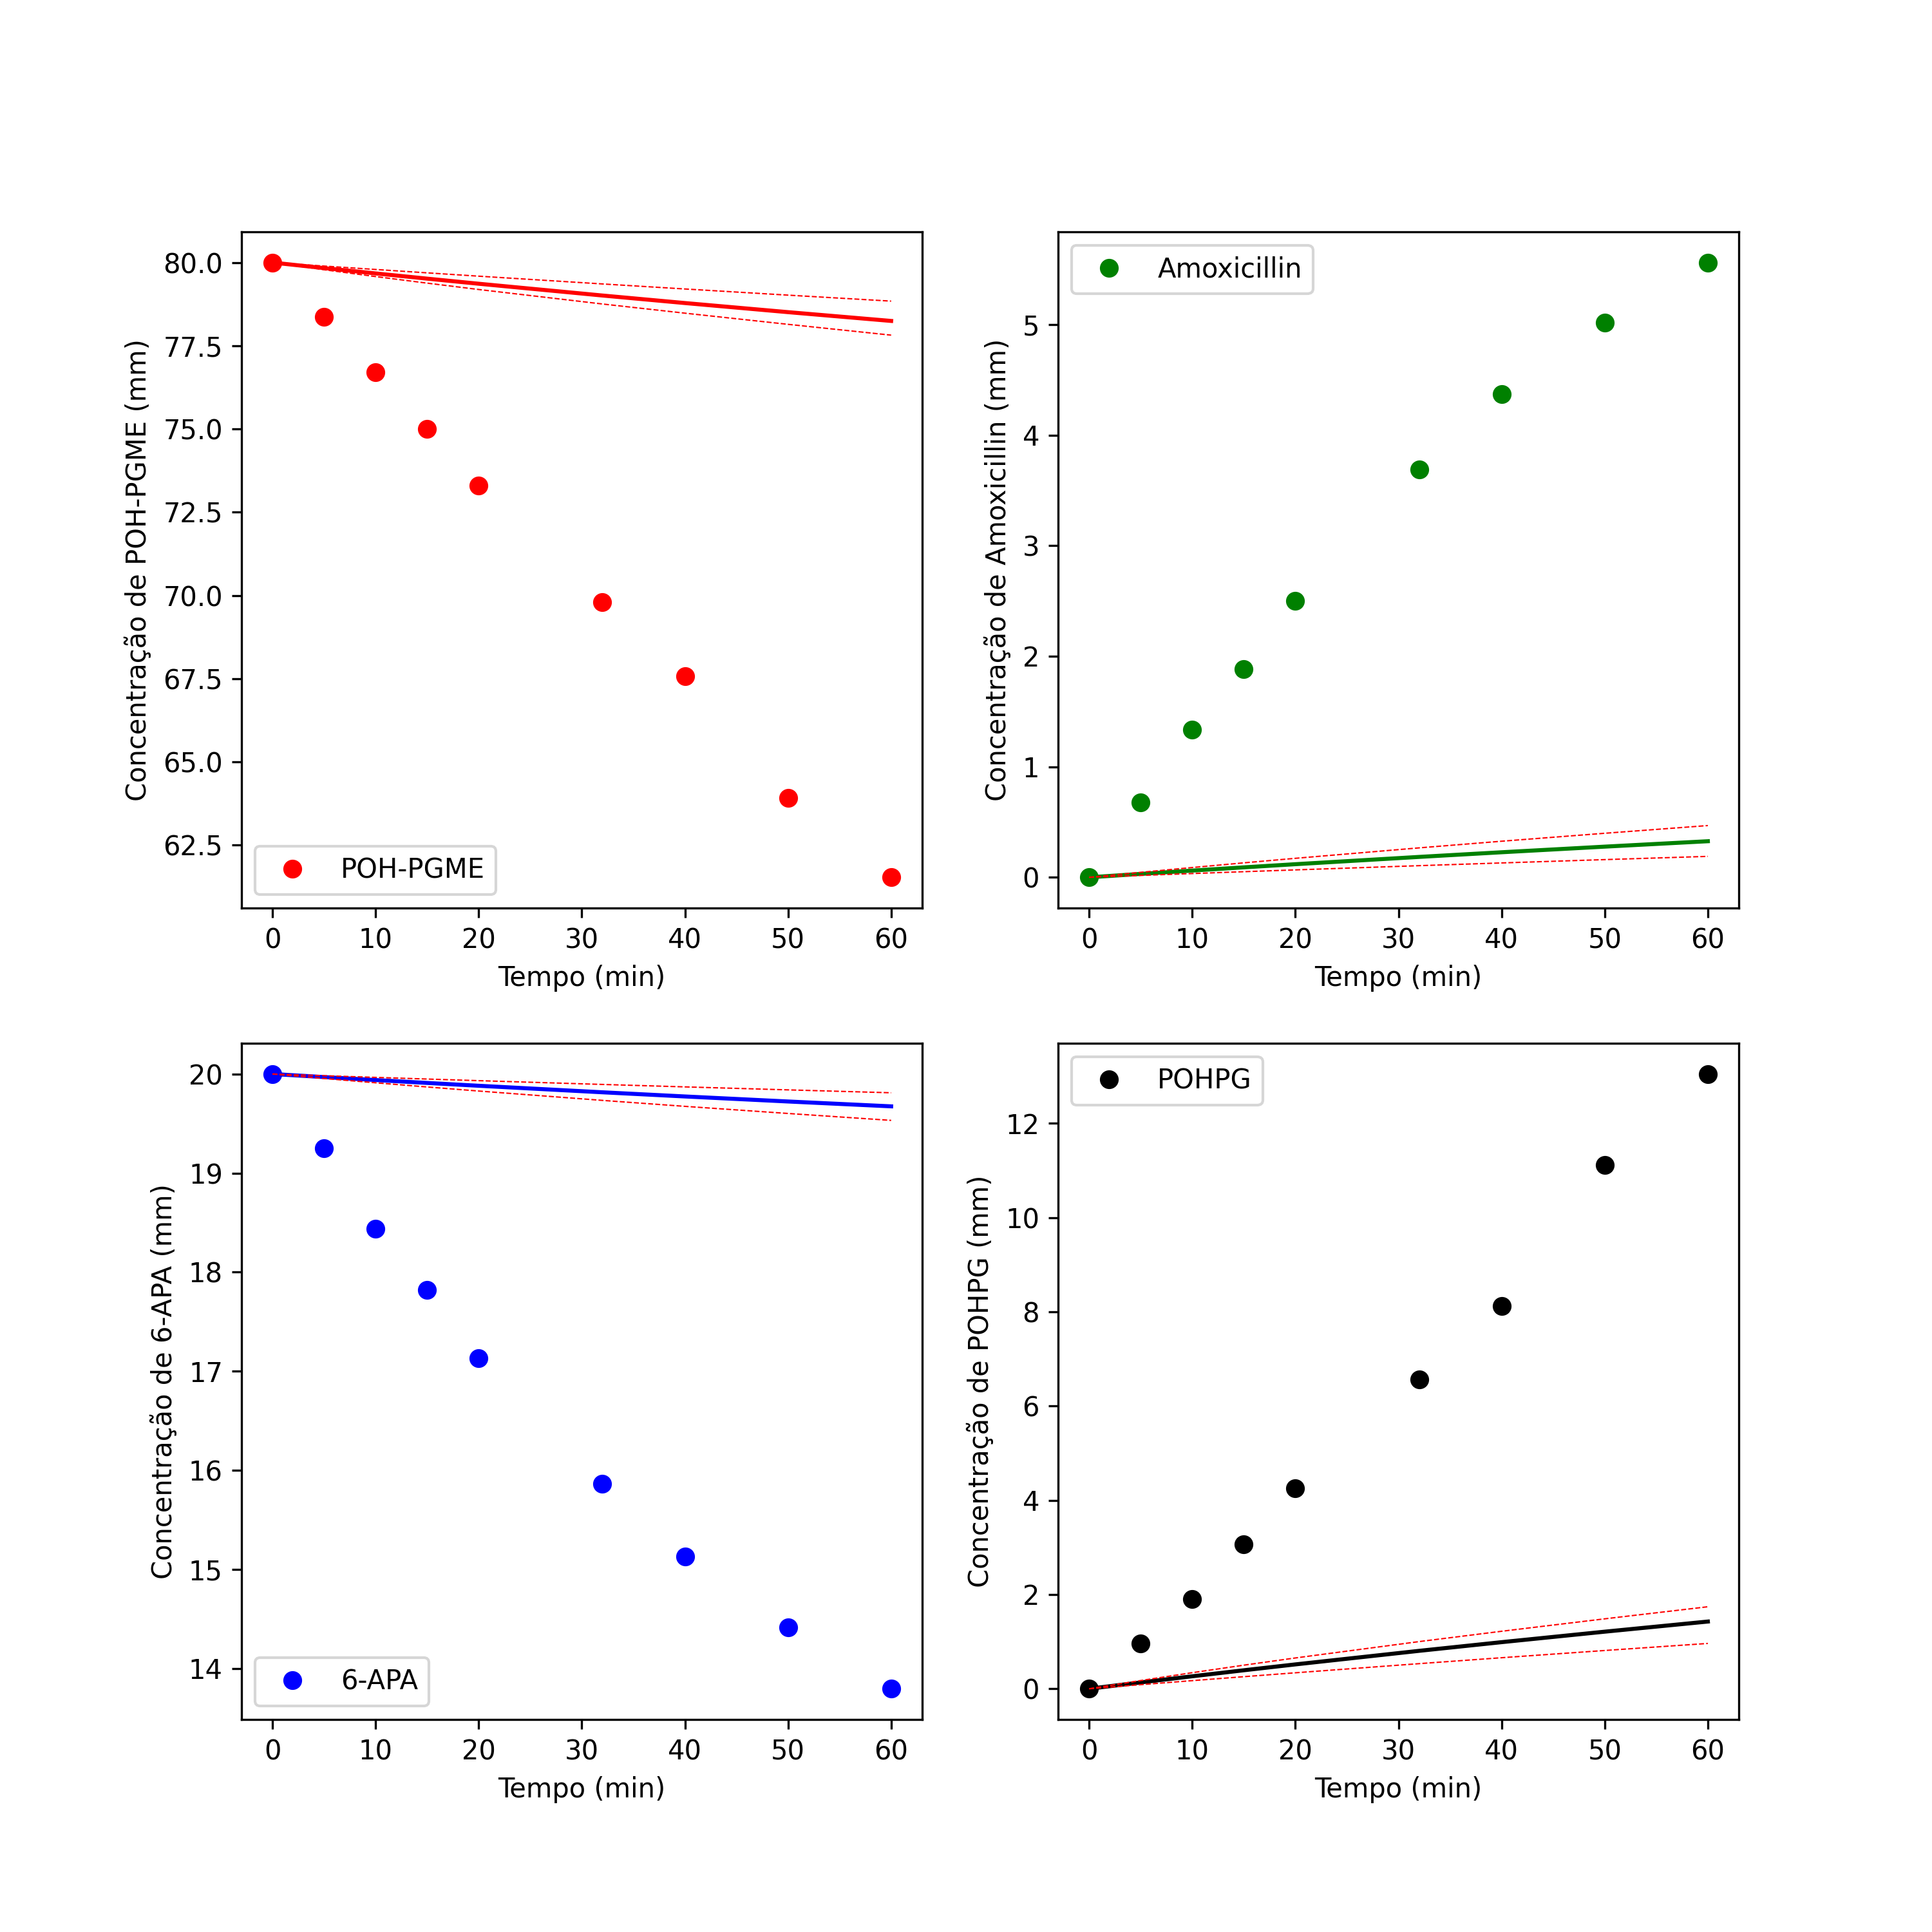 Concentração de POH-PGME (mm)
80.0
77.5
75.0
72.5
70.0
67.5
65.0
62.5
POH-PGME
0 10 20 30 40 50 60
Tempo (min)
Concentração de Amoxicillin (mm)
Amoxicillin
5
4
3
2
1
0
0 10 20 30 40 50 60
Tempo (min)
Concentração de 6-APA (mm)
20
19
18
17
16
15
14
6-APA
0 10 20 30 40 50 60
Tempo (min)
Concentração de POHPG (mm)
POHPG
12
10
8
6
4
2
0
0 10 20 30 40 50 60
Tempo (min)